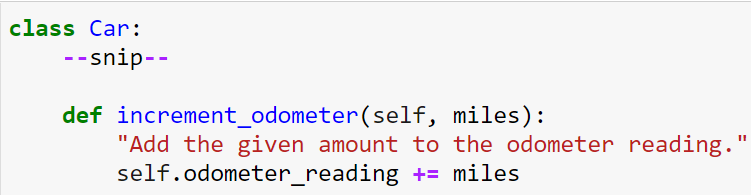 class Car:
    --snip--
    def increment_odometer(self, miles):
        "Add the given amount to the odometer reading."
        self.odometer_reading += miles